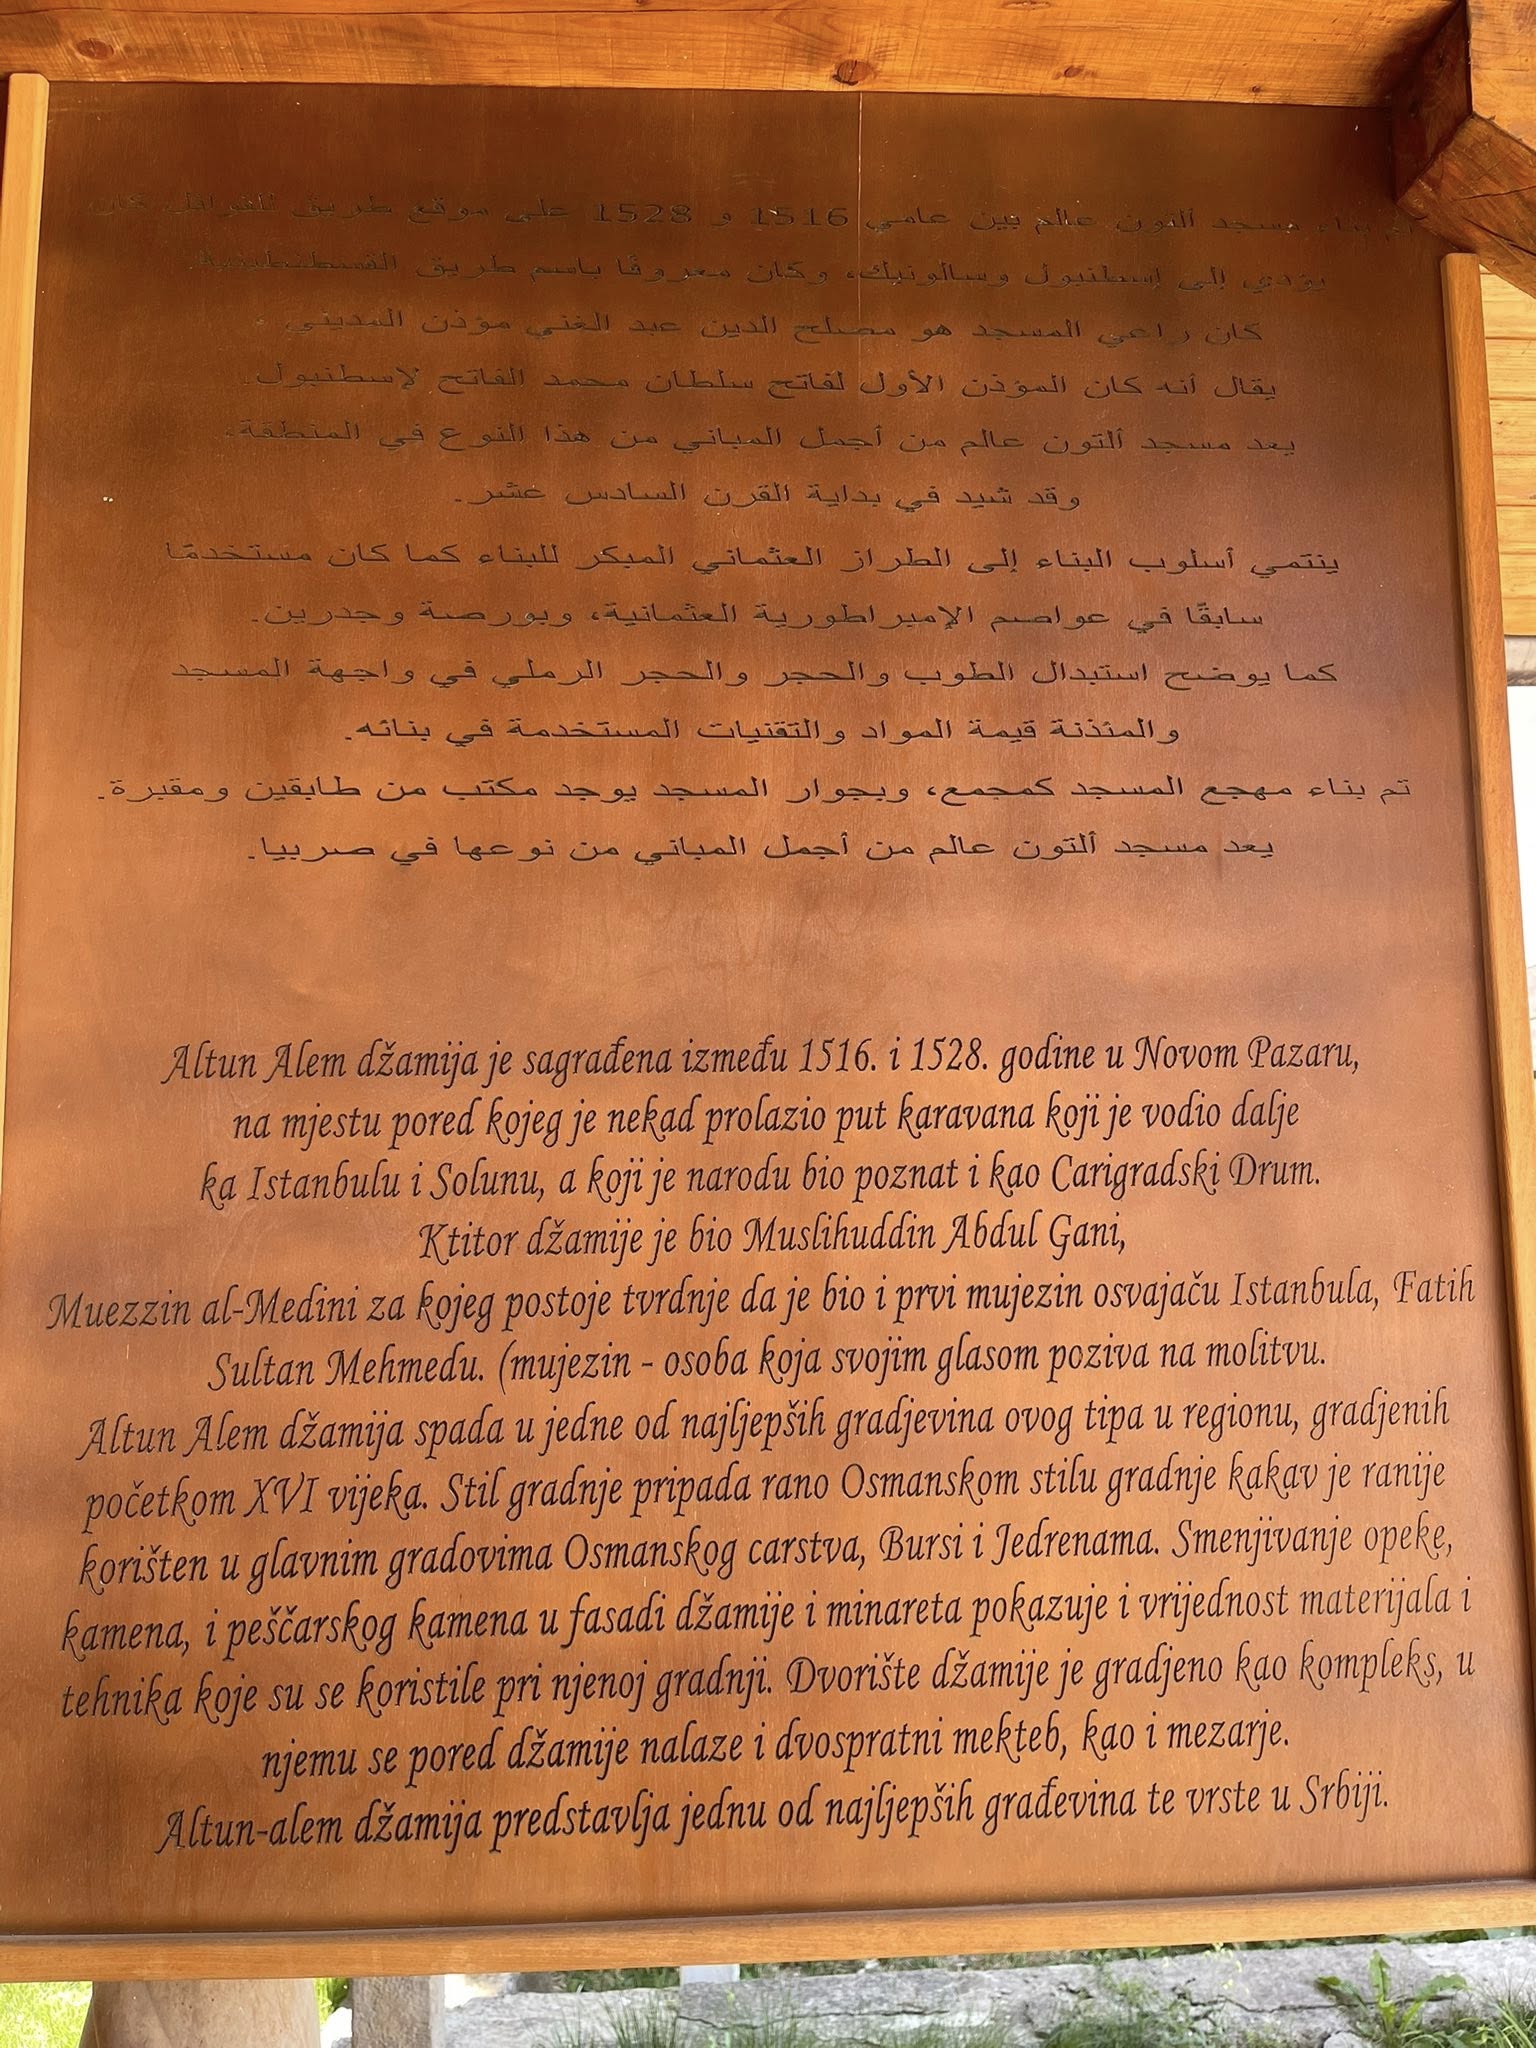 تم بناء مسجد ألتون عالم بين عامي 1516 و 1528 على موقع طريق للقوافل كان
يؤدي إلى إسطنبول وسالونيك، وكان معروفًا باسم طريق القسطنطينية.
كان راعي المسجد هو مصلح الدين عبد الغني مؤذن المديني ،
يقال أنه كان المؤذن الأول لفاتح سلطان محمد الفاتح لإسطنبول.
يعد مسجد ألتون عالم من أجمل المباني من هذا النوع في المنطقة،
وقد شيد في بداية القرن السادس عشر.
ينتمي أسلوب البناء إلى الطراز العثماني المبكر للبناء كما كان مستخدمًا
سابقًا في عواصم الإمبراطورية العثمانية، وبورصة وجدرين.
كما يوضح استبدال الطوب والحجر والحجر الرملي في واجهة المسجد
والمئذنة قيمة المواد والتقنيات المستخدمة في بنائه.
تم بناء مهجع المسجد كمجمع، وبجوار المسجد يوجد مكتب من طابقين ومقبرة.
يعد مسجد ألتون عالم من أجمل المباني من نوعها في صربيا.
Altun Alem džamija je sagrađena između 1516. i 1528. godine u Novom Pazaru,
na mjestu pored kojeg je nekad prolazio put karavana koji je vodio dalje
ka Istanbulu i Solunu, a koji je narodu bio poznat i kao Carigradski Drum.
Ktitor džamije je bio Muslihuddin Abdul Gani,
Muezzin al-Medini za kojeg postoje tvrdnje da je bio i prvi mujezin osvajaču Istanbula, Fatih
Sultan Mehmedu. (mujezin - osoba koja svojim glasom poziva na molitvu.
Altun Alem džamija spada u jedne od najljepših gradjevina ovog tipa u regionu, gradjenih
početkom XVI vijeka. Stil gradnje pripada rano Osmanskom stilu gradnje kakav je ranije
korišten u glavnim gradovima Osmanskog carstva, Bursi i Jedrenama. Smenjivanje opeke,
kamena, i peščarskog kamena u fasadi džamije i minareta pokazuje i vrijednost materijala i
tehnika koje su se koristile pri njenoj gradnji. Dvorište džamije je gradjeno kao kompleks, u
njemu se pored džamije nalaze i dvospratni mekteb, kao i mezarje.
Altun-alem džamija predstavlja jednu od najljepših građevina te vrste u Srbiji.